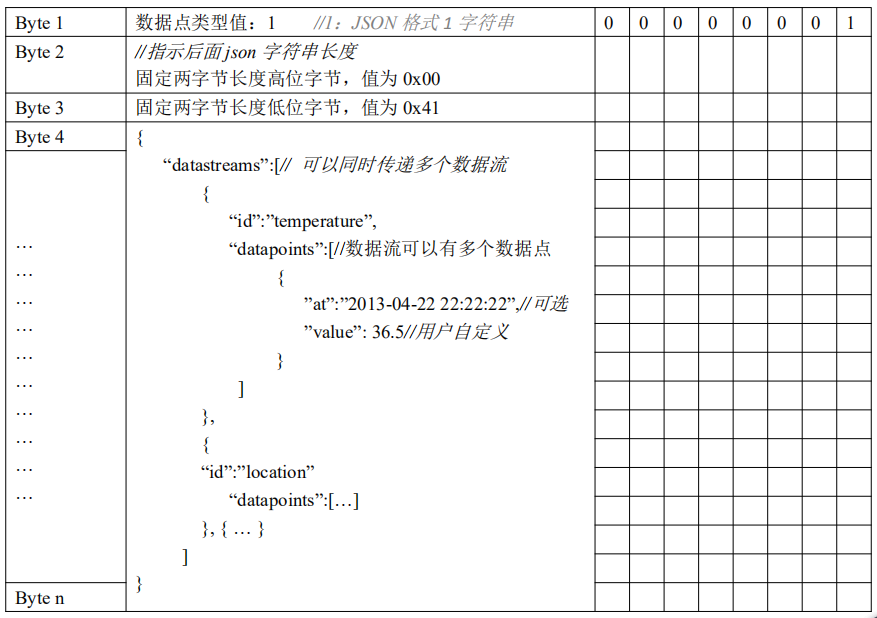 Byte 1 数据点类型值：1 //1：JSON 格式 1 字符串 0 0 0 0 0 0 0 1
Byte 2 //指示后面 json 字符串长度
固定两字节长度高位字节，值为 0x00
Byte 3 固定两字节长度低位字节，值为 0x41
Byte 4 {
“datastreams”:[// 可以同时传递多个数据流
{
“id”:”temperature”,
… “datapoints”:[//数据流可以有多个数据点
… {
… ”at”:”2013-04-22 22:22:22”,//可选
… ”value”: 36.5//用户自定义
… }
… ]
… },
… {
… “id”:”location”
… “datapoints”:[…]
}, { … }
]
}
Byte n